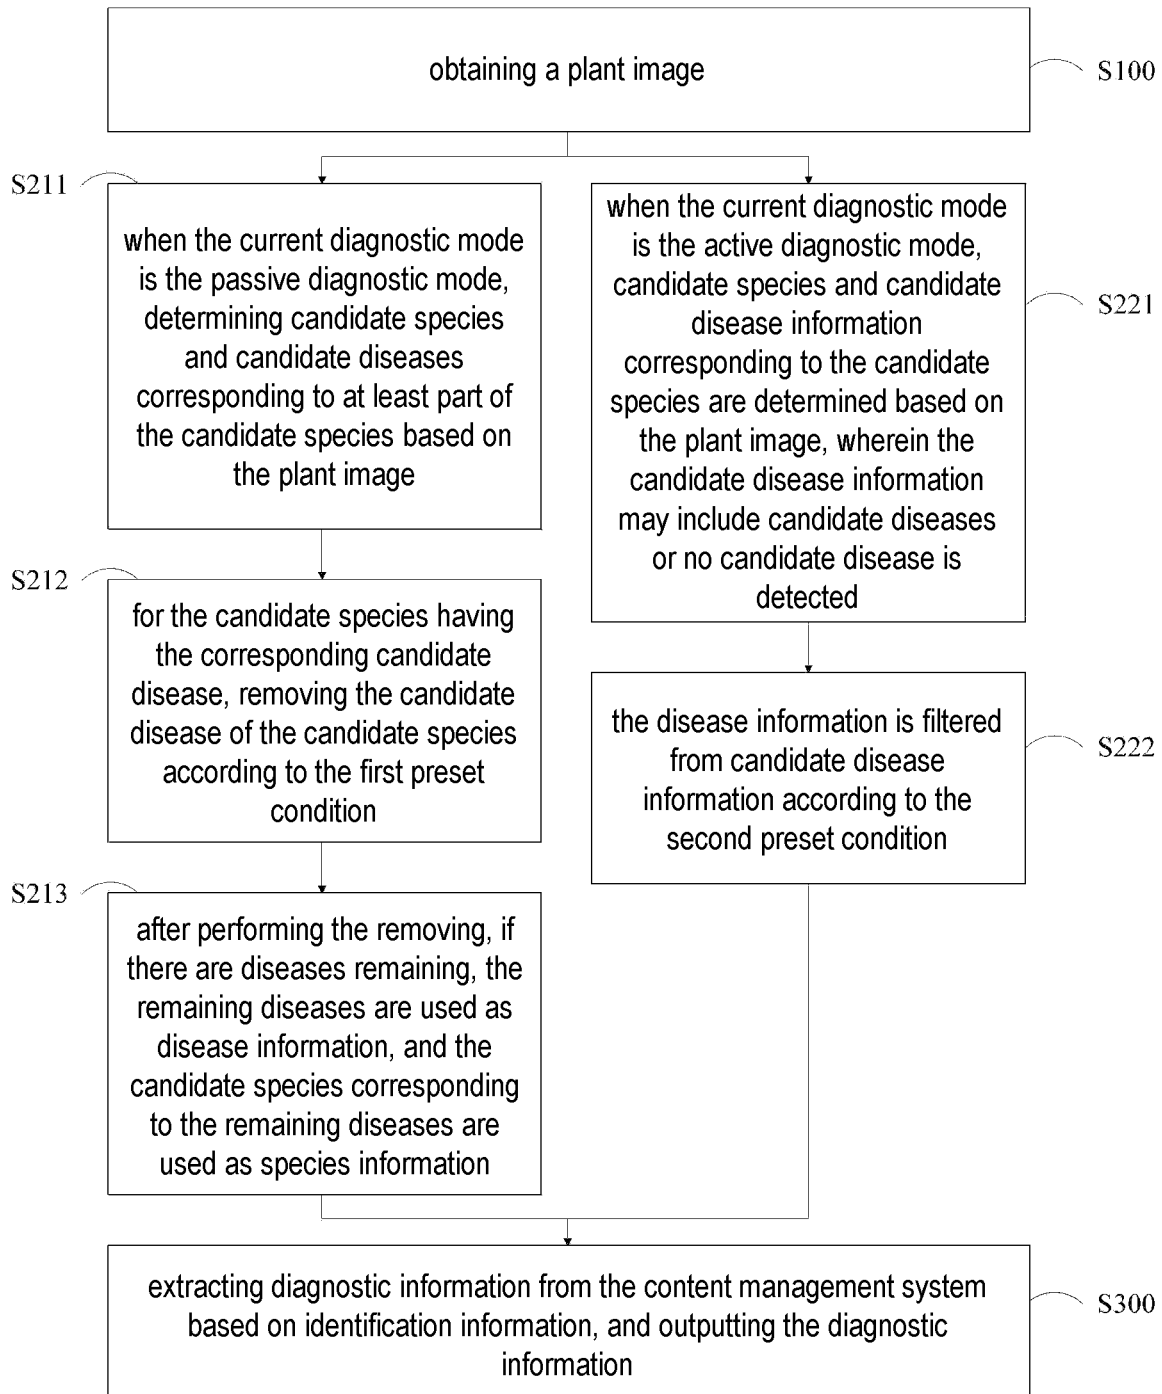 obtaining a plant image
S100
S211
when the current diagnostic mode
is the passive diagnostic mode,
determining candidate species
and candidate diseases
corresponding to at least part of
the candidate species based on
the plant image
when the current diagnostic mode
is the active diagnostic mode,
candidate species and candidate
disease information
corresponding to the candidate
species are determined based on
the plant image, wherein the
candidate disease information
may include candidate diseases
or no candidate disease is
detected
S221
S212
for the candidate species having
the corresponding candidate
disease, removing the candidate
disease of the candidate species
according to the first preset
condition
the disease information is filtered
from candidate disease
information according to the
second preset condition
S222
S213
after performing the removing, if
there are diseases remaining, the
remaining diseases are used as
disease information, and the
candidate species corresponding
to the remaining diseases are
used as species information
extracting diagnostic information from the content management system
based on identification information, and outputting the diagnostic
information
S300